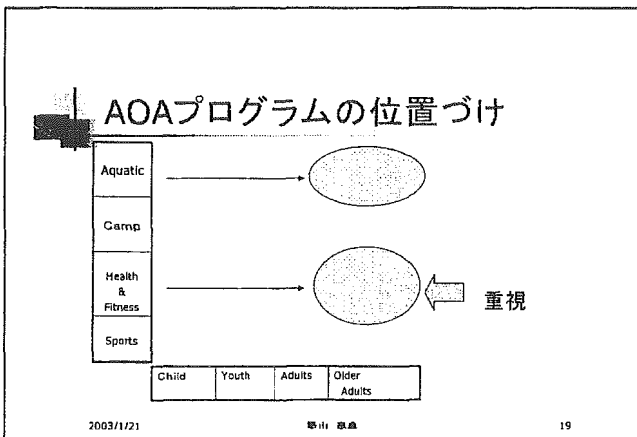 AOAプログラムの位置づけ
Aquatic
Camp
Health
&
Fitness
Sports
重視
Child Youth Adults Older
Adults
2003/1/21 19